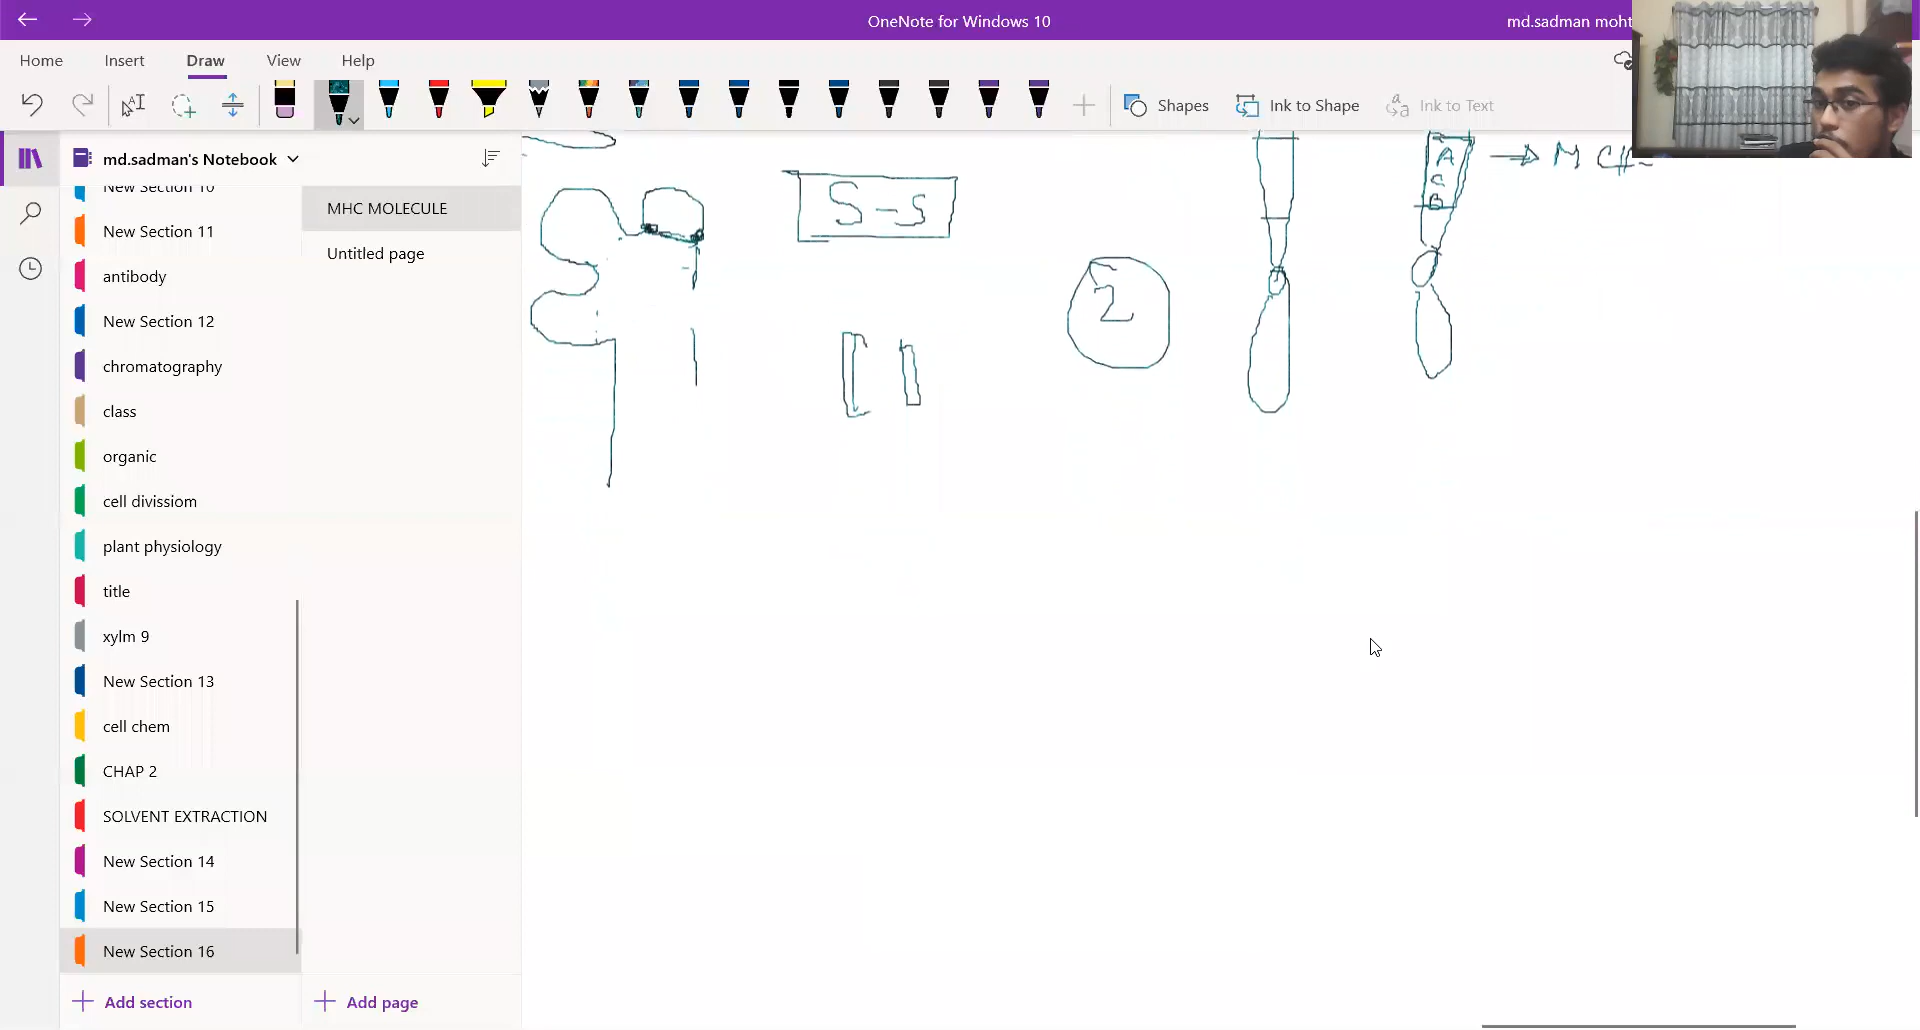 OneNote for Windows 10
md.sadman moht
Home Insert Draw View Help
Shapes Ink to Shape Ink to Text
md.sadman's Notebook
New Section 10
New Section 11
antibody
New Section 12
chromatography
class
organic
cell divissiom
plant physiology
title
xylm 9
New Section 13
cell chem
CHAP 2
SOLVENT EXTRACTION
New Section 14
New Section 15
New Section 16
Add section
MHC MOLECULE
Untitled page
Add page
S-S
2
A
C
B